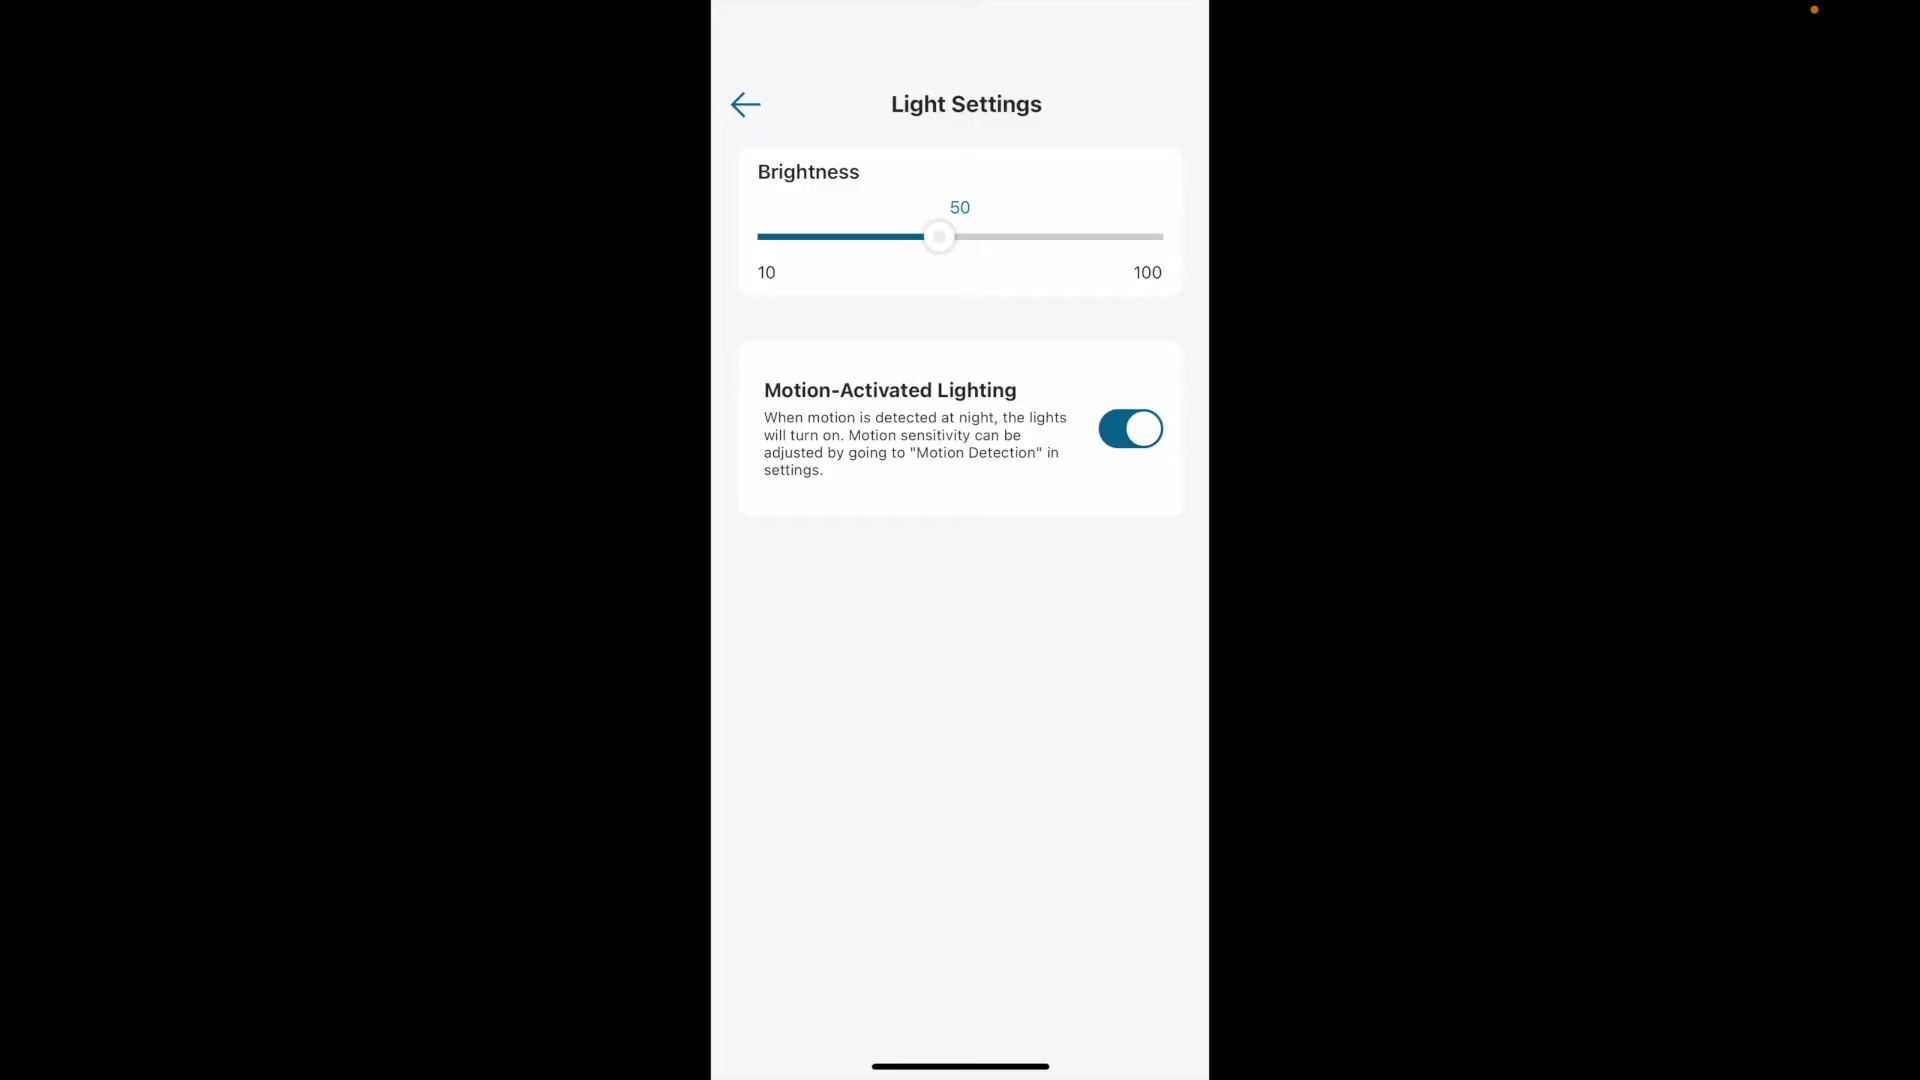 Light Settings
Brightness
50
10
100
Motion-Activated Lighting
When motion is detected at night, the lights
will turn on. Motion sensitivity can be
adjusted by going to "Motion Detection" in
settings.